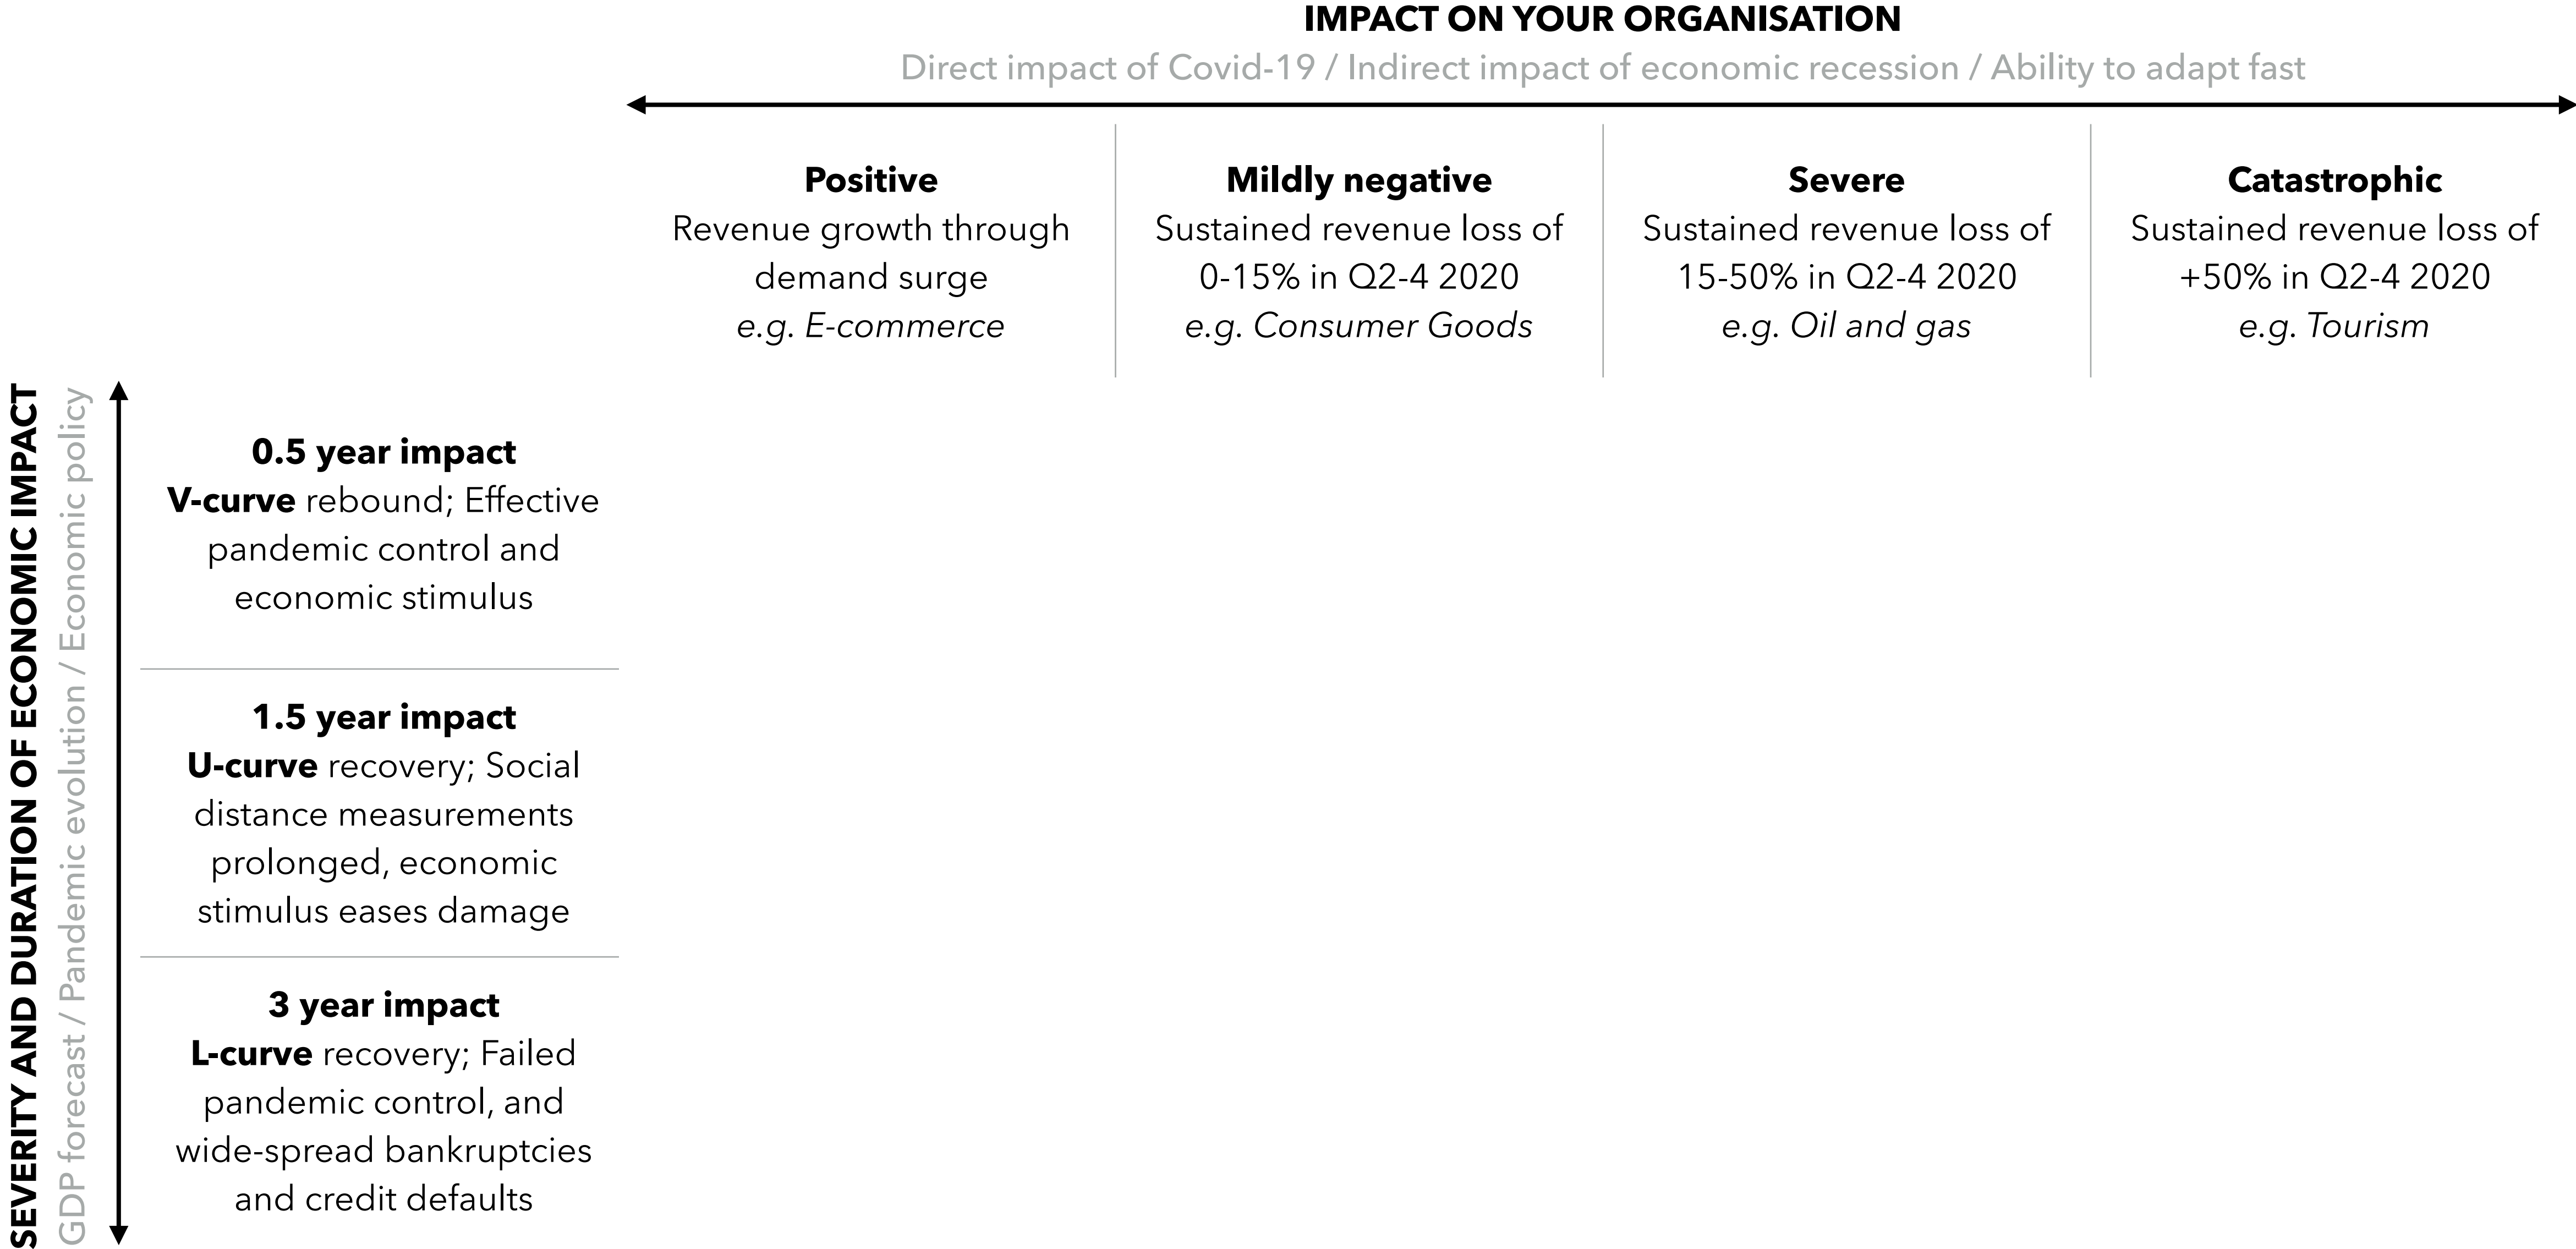 IMPACT ON YOUR ORGANISATION
Direct impact of Covid-19 / Indirect impact of economic recession / Ability to adapt fast
Positive
Revenue growth through
demand surge
e.g. E-commerce
Mildly negative
Sustained revenue loss of
0-15% in Q2-4 2020
e.g. Consumer Goods
Severe
Sustained revenue loss of
15-50% in Q2-4 2020
e.g. Oil and gas
Catastrophic
Sustained revenue loss of
+50% in Q2-4 2020
e.g. Tourism
SEVERITY AND DURATION OF ECONOMIC IMPACT
GDP forecast / Pandemic evolution / Economic policy
0.5 year impact
V-curve rebound; Effective
pandemic control and
economic stimulus
1.5 year impact
U-curve recovery; Social
distance measurements
prolonged, economic
stimulus eases damage
3 year impact
L-curve recovery; Failed
pandemic control, and
wide-spread bankruptcies
and credit defaults